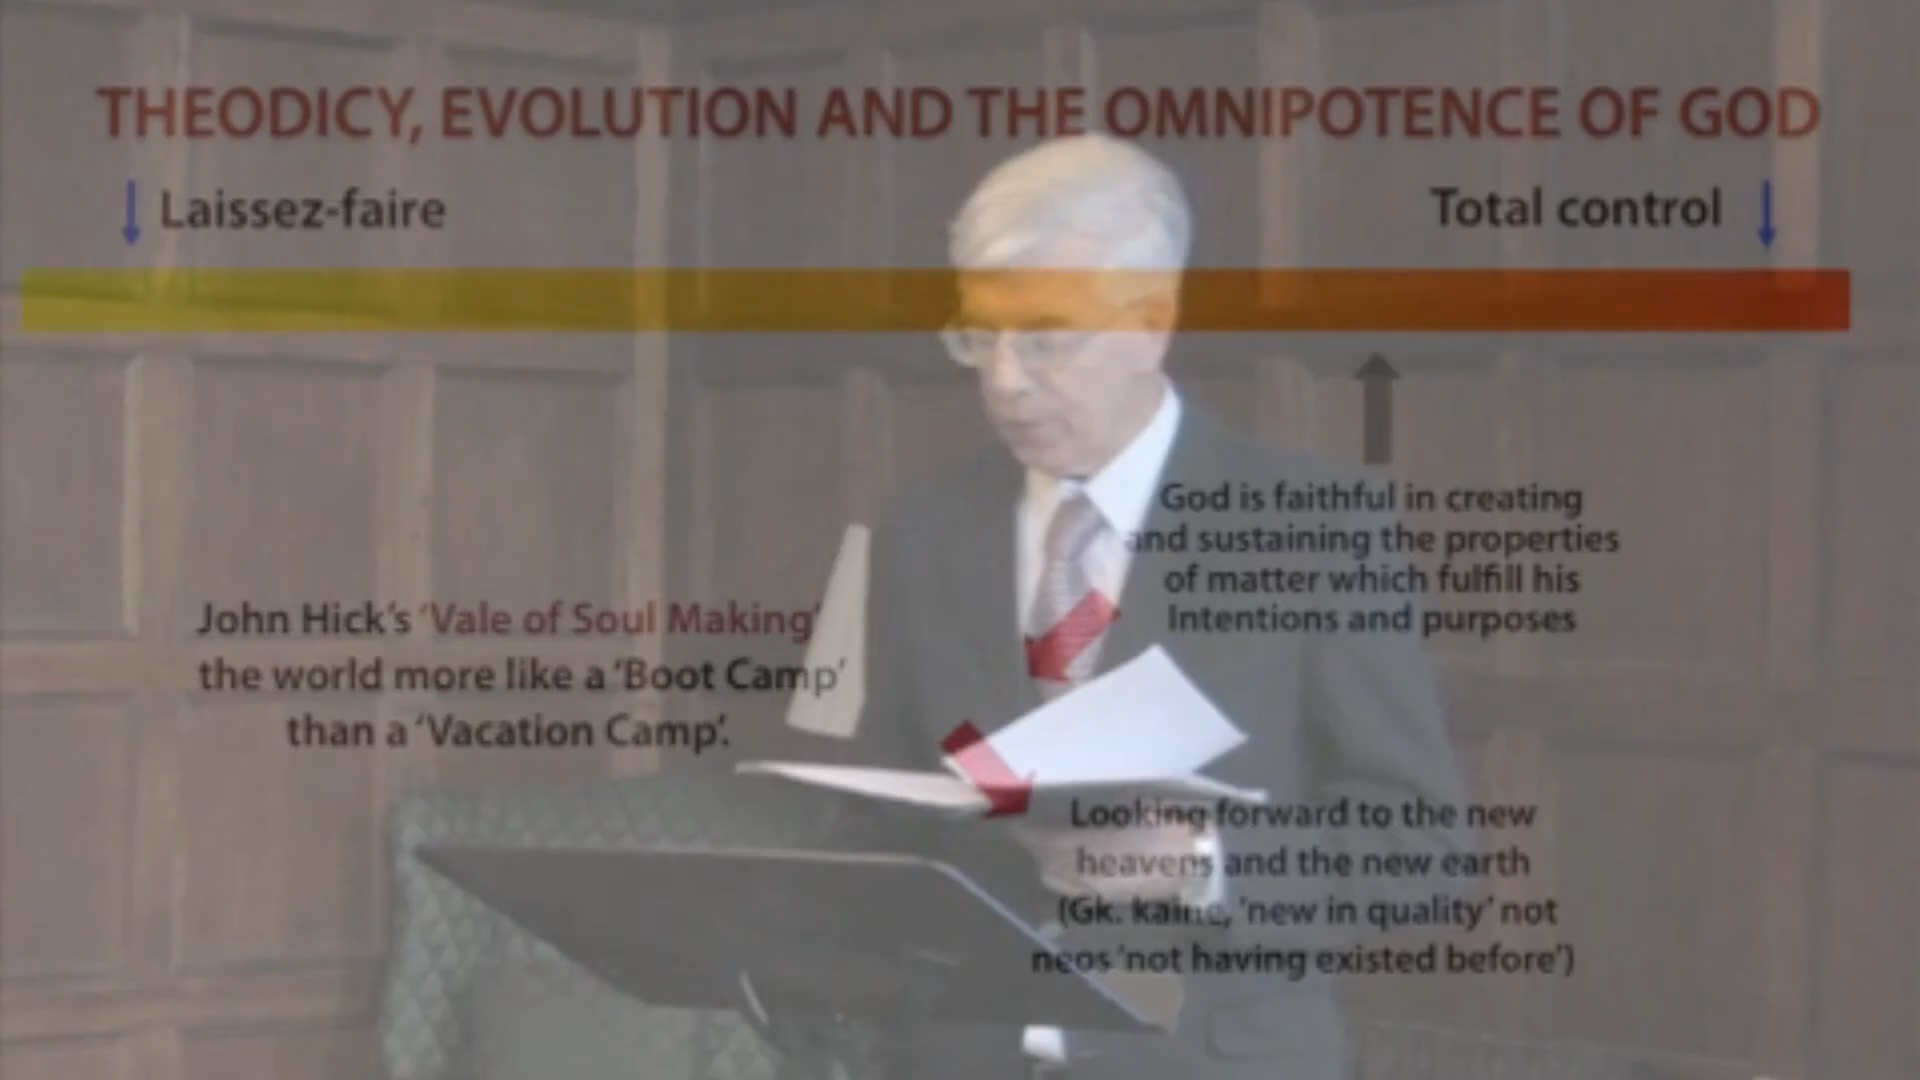 THEODICY, EVOLUTION AND THE OMNIPOTENCE OF GOD
Laissez-faire
Total control
God is faithful in creating
and sustaining the properties
of matter which fulfill his
Intentions and purposes
John Hick's 'Vale of Soul Making'
the world more like a 'Boot Camp'
than a 'Vacation Camp'.
Looking forward to the new
heavens and the new earth
(Gk. kaine, 'new in quality' not
neos 'not having existed before')